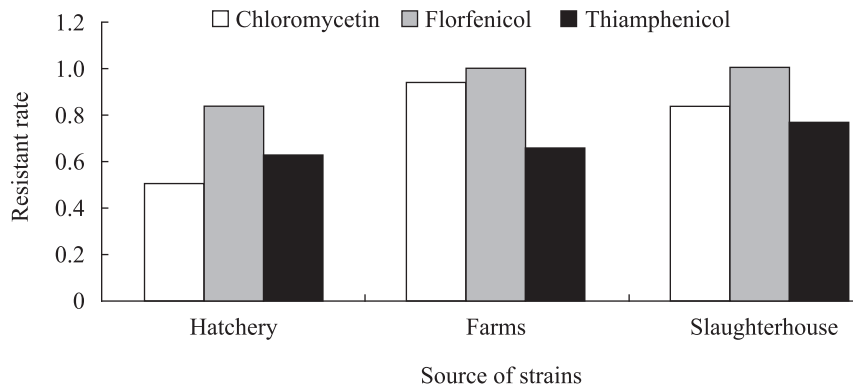 Chloromycetin Florfenicol Thiamphenicol
1.2
1.0
0.8
0.6
0.4
0.2
0
Resistant rate
Hatchery Farms Slaughterhouse
Source of strains